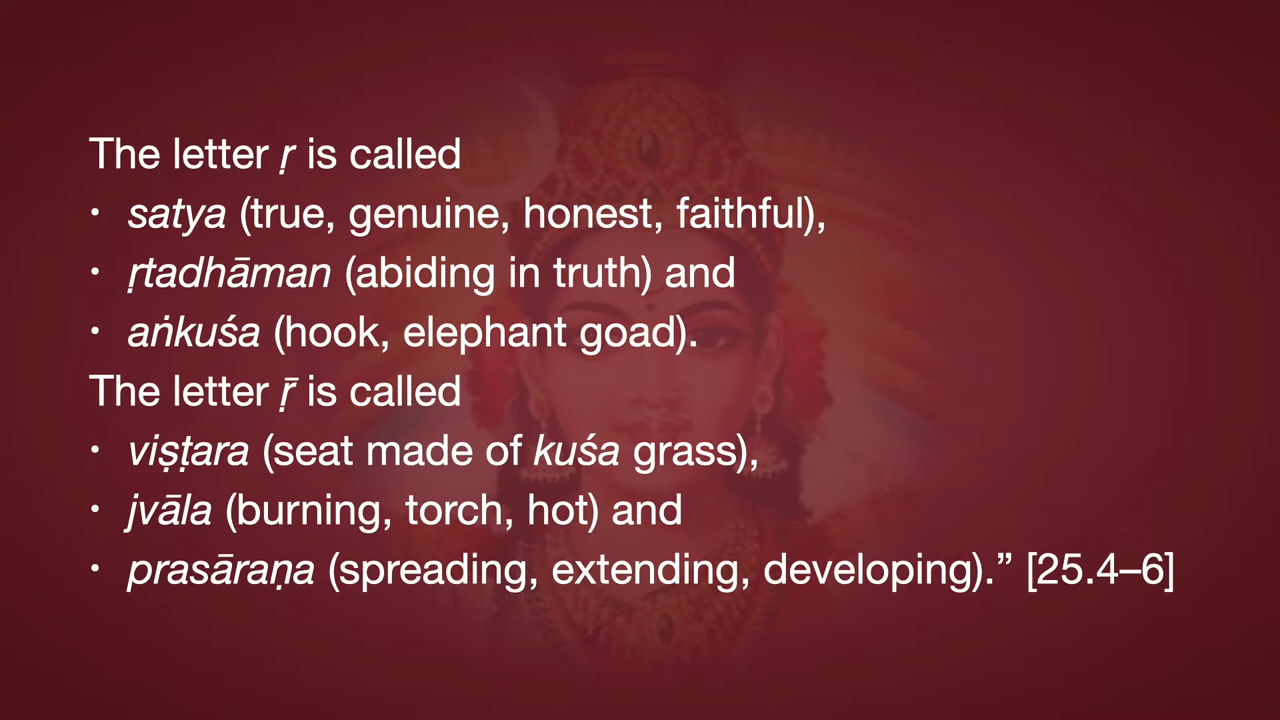 The letter ṛ is called
• satya (true, genuine, honest, faithful),
• ṛtadhāman (abiding in truth) and
• aṅkuśa (hook, elephant goad).
The letter ṝ is called
• viṣṭara (seat made of kuśa grass),
• jvāla (burning, torch, hot) and
• prasāraṇa (spreading, extending, developing).” [25.4–6]